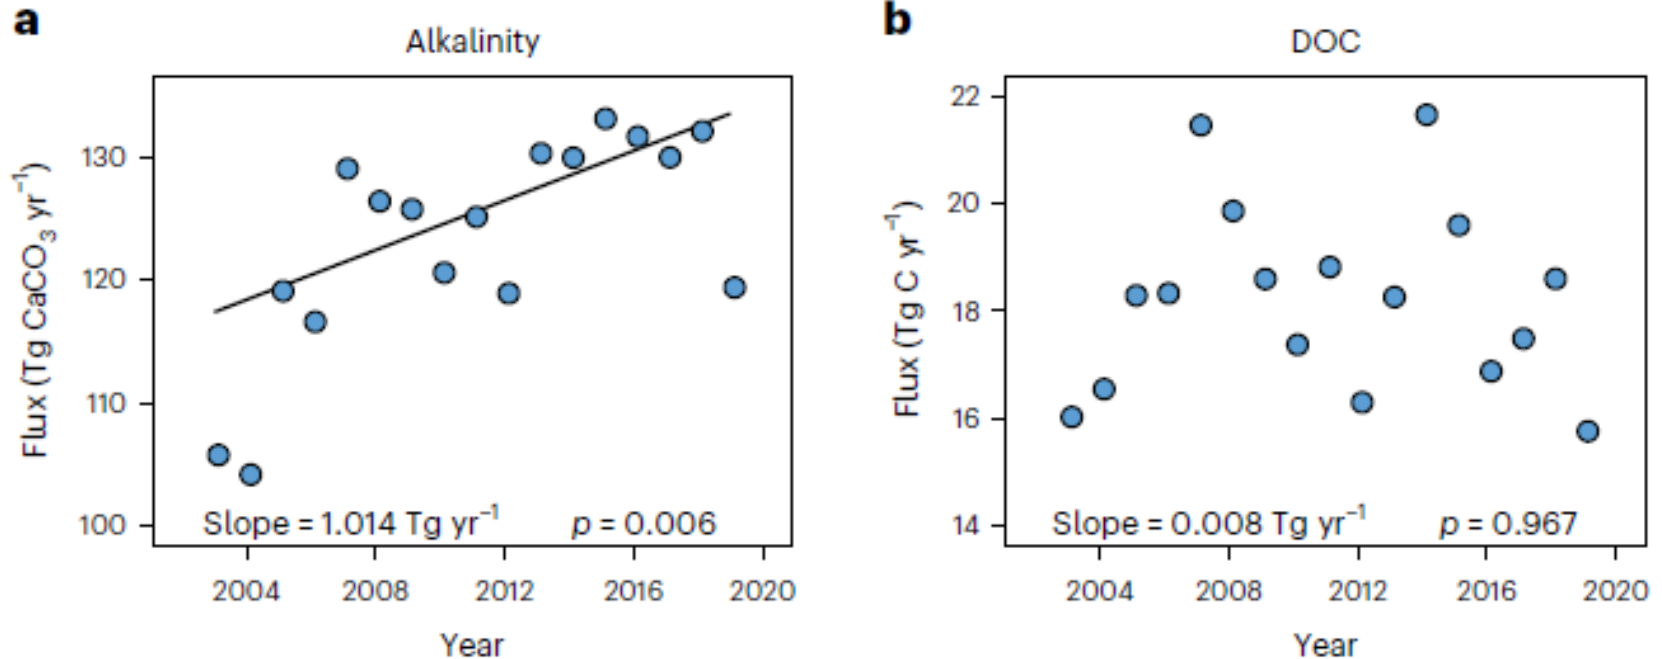 a
Alkalinity
Flux (Tg CaCO₃ yr⁻¹)
130
120
110
100
Slope = 1.014 Tg yr⁻¹ p = 0.006
2004 2008 2012 2016 2020
Year
b
DOC
Flux (Tg C yr⁻¹)
22
20
18
16
14
Slope = 0.008 Tg yr⁻¹ p = 0.967
2004 2008 2012 2016 2020
Year